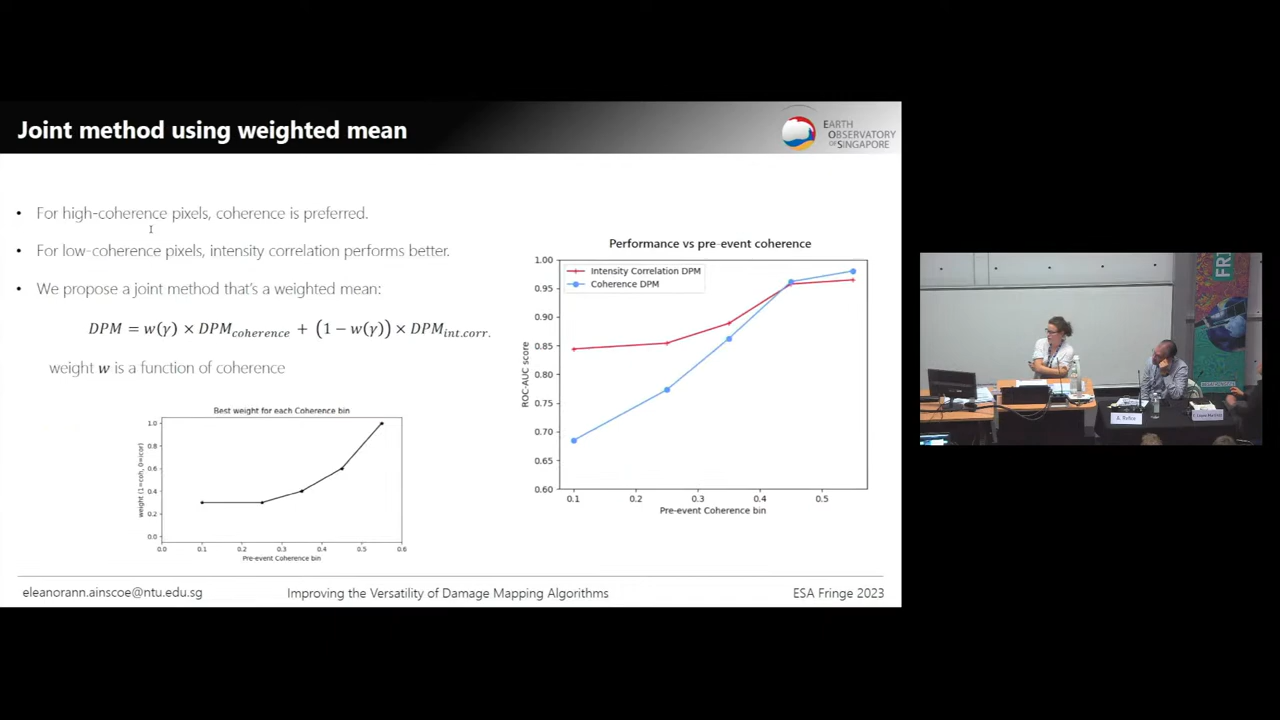 Joint method using weighted mean
EARTH
OBSERVATORY
OF SINGAPORE
• For high-coherence pixels, coherence is preferred.
• For low-coherence pixels, intensity correlation performs better.
• We propose a joint method that's a weighted mean:
DPM = w(γ) × DPM_coherence + (1 − w(γ)) × DPM_int.corr.
weight w is a function of coherence
Best weight for each Coherence bin
weight (1=coh, 0=icor)
1.0
0.8
0.6
0.4
0.2
0.0
0.0 0.1 0.2 0.3 0.4 0.5 0.6
Pre-event Coherence bin
Performance vs pre-event coherence
Intensity Correlation DPM
Coherence DPM
ROC-AUC score
1.00
0.95
0.90
0.85
0.80
0.75
0.70
0.65
0.60
0.1 0.2 0.3 0.4 0.5
Pre-event Coherence bin
eleanorann.ainscoe@ntu.edu.sg
Improving the Versatility of Damage Mapping Algorithms
ESA Fringe 2023
FRI